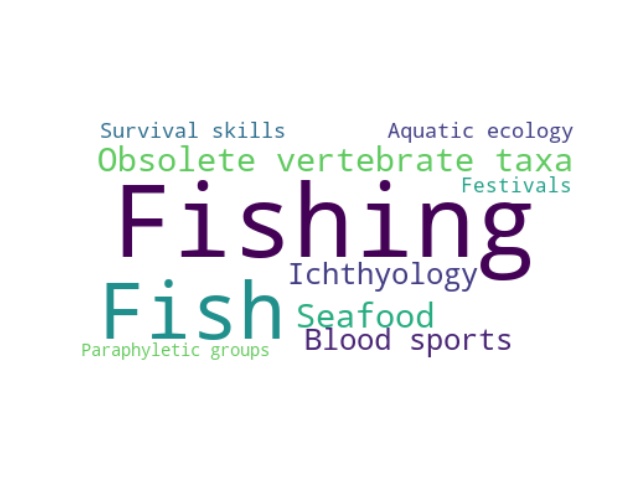 Survival skills
Aquatic ecology
Obsolete vertebrate taxa
Festivals
Fishing
Ichthyology
Fish
Seafood
Blood sports
Paraphyletic groups